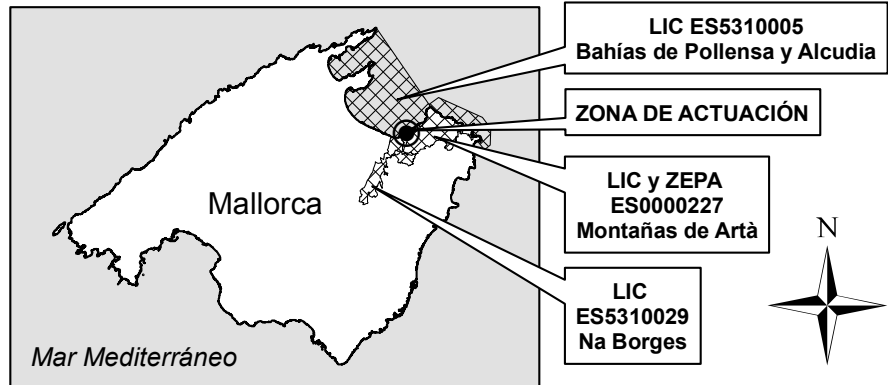 LIC ES5310005
Bahías de Pollensa y Alcudia
ZONA DE ACTUACIÓN
LIC y ZEPA
ES0000227
Montañas de Artà
Mallorca
N
LIC
ES5310029
Na Borges
Mar Mediterráneo